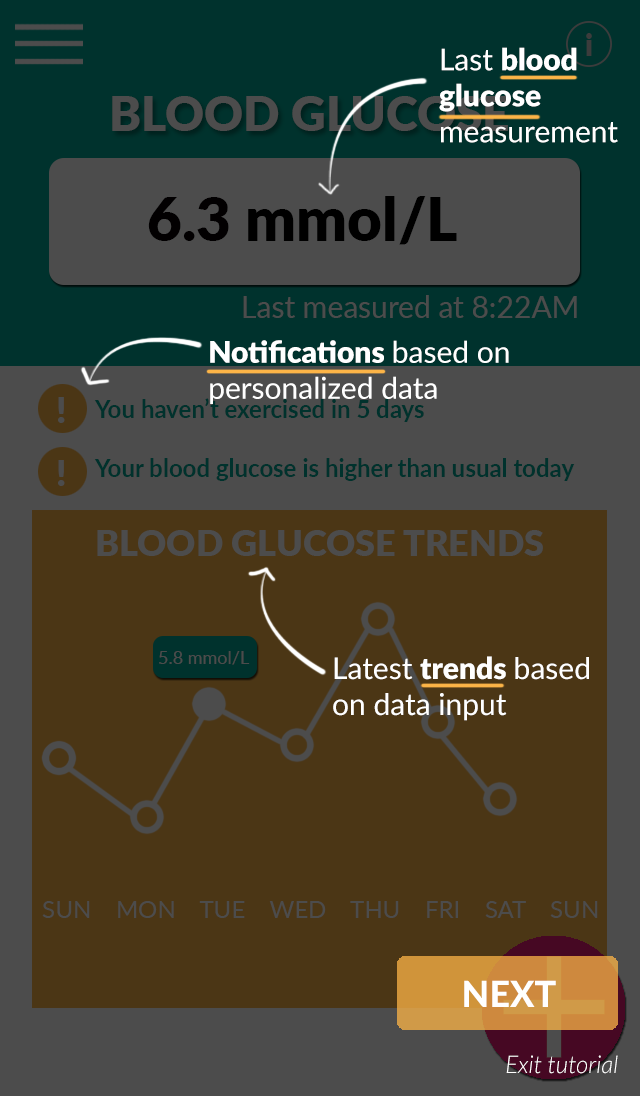 i
Last blood
glucose
measurement
BLOOD GLUCOSE
6.3 mmol/L
Last measured at 8:22AM
Notifications based on
personalized data
! You haven't exercised in 5 days
! Your blood glucose is higher than usual today
BLOOD GLUCOSE TRENDS
5.8 mmol/L
Latest trends based
on data input
SUN MON TUE WED THU FRI SAT SUN
NEXT
Exit tutorial